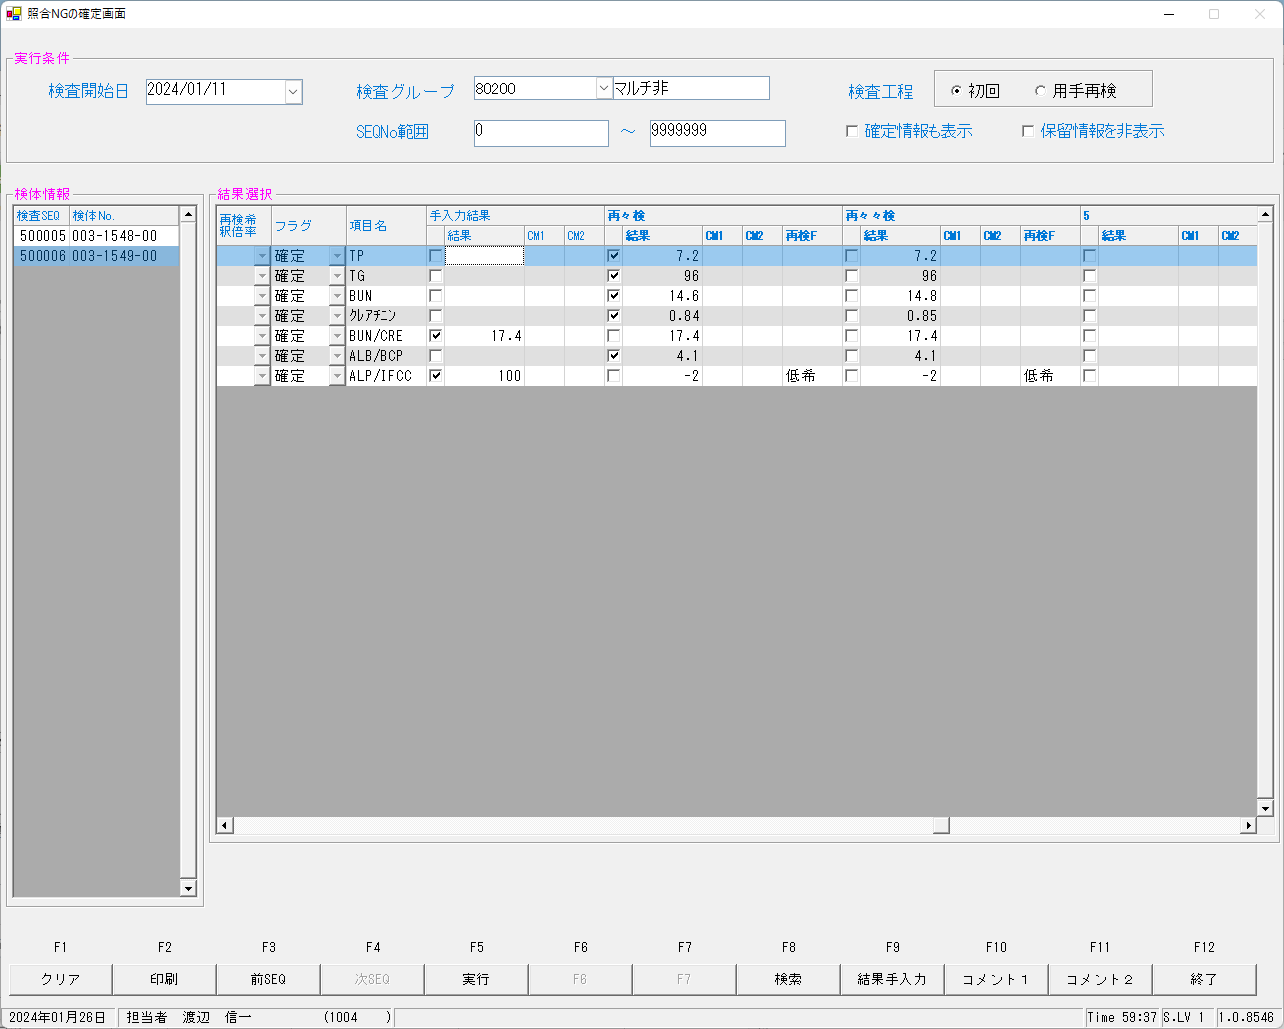 照合NGの確定画面
実行条件
検査開始日 2024/01/11 検査グループ 80200 マルチ非 検査工程 初回 用手再検
SEQNo範囲 0 ～ 9999999 確定情報も表示 保留情報を非表示
検体情報
検査SEQ 検体No.
500005 003-1548-00
500006 003-1549-00
結果選択
再検希釈倍率 フラグ 項目名 手入力結果 再々検 再々々検 5
結果 CM1 CM2 結果 CM1 CM2 再検F 結果 CM1 CM2 再検F 結果 CM1 CM2
確定 TP 7.2 7.2
確定 TG 96 96
確定 BUN 14.6 14.8
確定 ｸﾚｱﾁﾆﾝ 0.84 0.85
確定 BUN/CRE 17.4 17.4 17.4
確定 ALB/BCP 4.1 4.1
確定 ALP/IFCC 100 -2 低希 -2 低希
F1 F2 F3 F4 F5 F6 F7 F8 F9 F10 F11 F12
クリア 印刷 前SEQ 次SEQ 実行 F6 F7 検索 結果手入力 コメント１ コメント２ 終了
2024年01月26日 担当者 渡辺 信一 (1004 ) Time 59:37 S.LV 1 1.0.8546